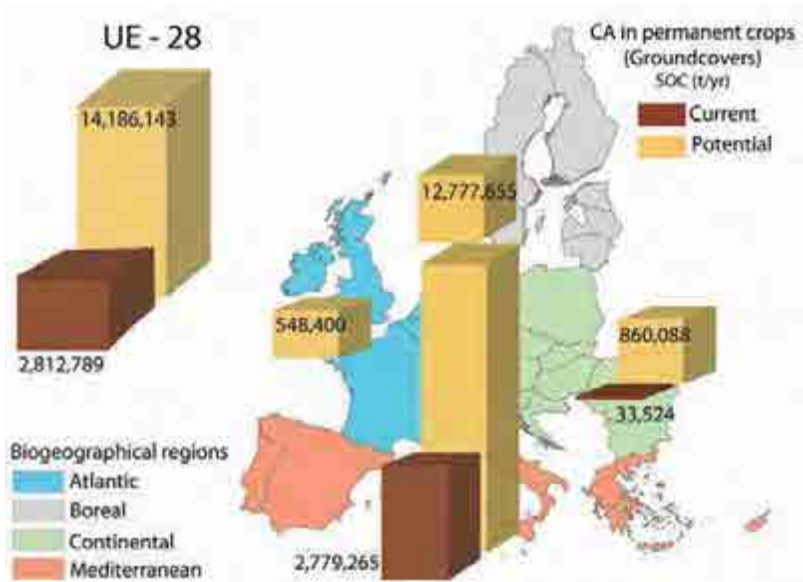 UE - 28
14,186,143
2,812,789
CA in permanent crops
(Groundcovers)
SOC (t/yr)
Current
Potential
12,777,655
548,400
860,088
33,524
2,779,265
Biogeographical regions
Atlantic
Boreal
Continental
Mediterranean